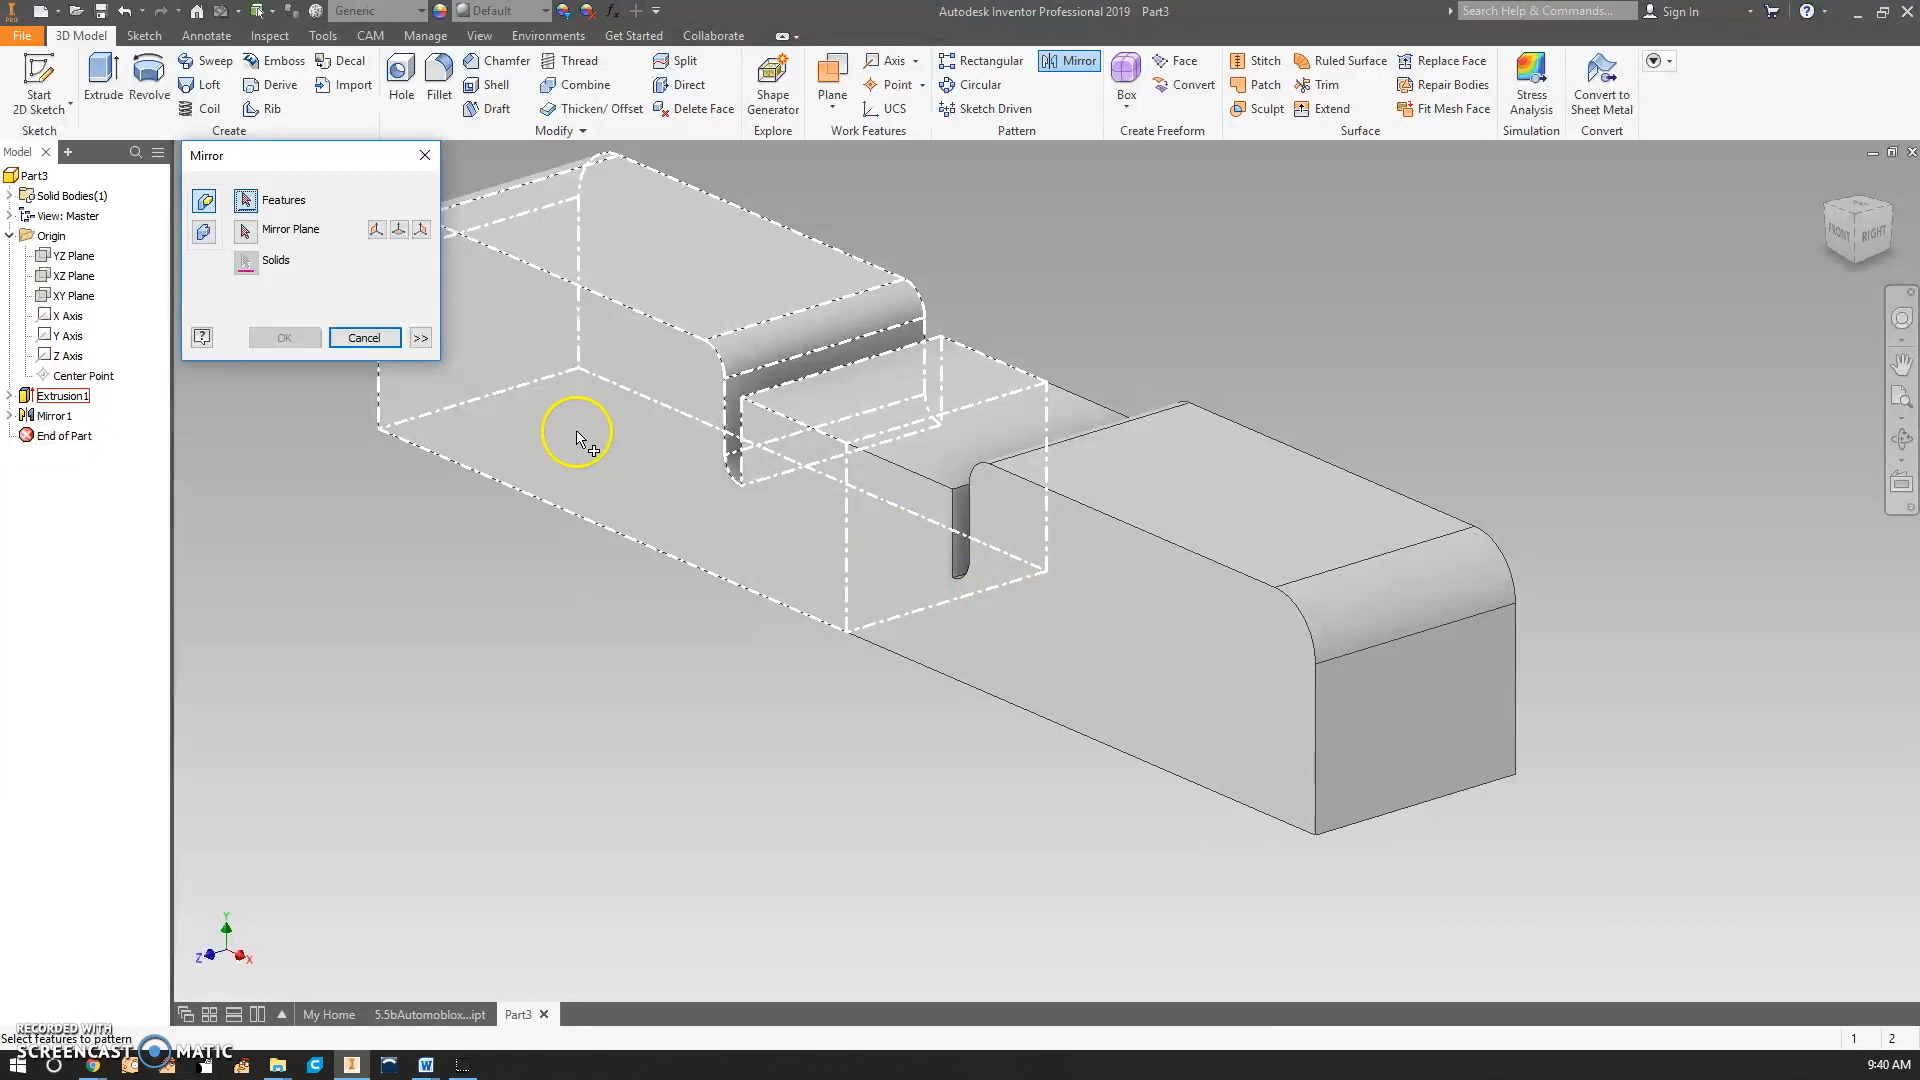 Generic
Default
Autodesk Inventor Professional 2019 Part3
Search Help & Commands...
Sign In
PRO
File
3D Model
Sketch
Annotate
Inspect
Tools
CAM
Manage
View
Environments
Get Started
Collaborate
Start
2D Sketch
Sketch
Extrude
Revolve
Sweep
Loft
Coil
Emboss
Derive
Rib
Decal
Import
Create
Hole
Fillet
Chamfer
Shell
Draft
Thread
Combine
Thicken/ Offset
Split
Direct
Delete Face
Modify
Shape
Generator
Explore
Plane
Axis
Point
UCS
Work Features
Rectangular
Circular
Sketch Driven
Mirror
Pattern
Box
Face
Convert
Create Freeform
Stitch
Patch
Sculpt
Ruled Surface
Trim
Extend
Replace Face
Repair Bodies
Fit Mesh Face
Surface
Stress
Analysis
Simulation
Convert to
Sheet Metal
Convert
Model
Part3
Solid Bodies(1)
View: Master
Origin
YZ Plane
XZ Plane
XY Plane
X Axis
Y Axis
Z Axis
Center Point
Extrusion1
Mirror1
End of Part
Mirror
Features
Mirror Plane
Solids
OK
Cancel
>>
FRONT
RIGHT
Y
Z
X
My Home
5.5bAutomoblox...ipt
Part3
RECORDED WITH
Select features to pattern
SCREENCAST MATIC
1
2
9:40 AM